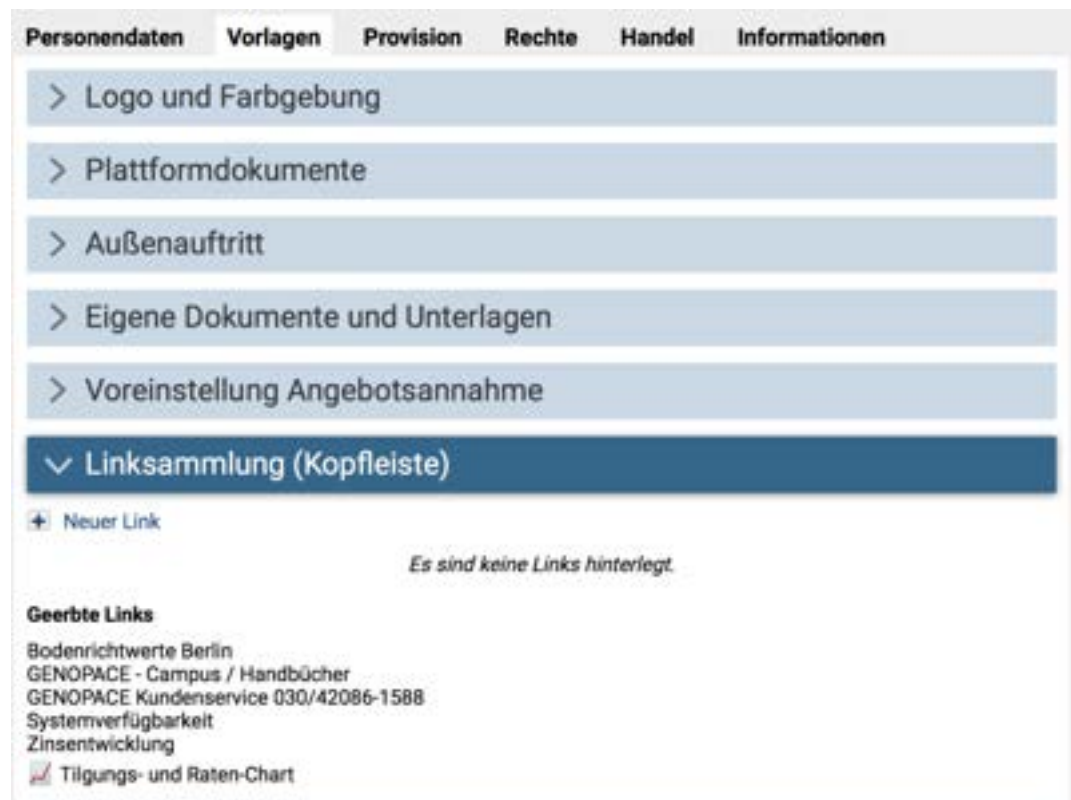 Personendaten Vorlagen Provision Rechte Handel Informationen
Logo und Farbgebung
Plattformdokumente
Außenauftritt
Eigene Dokumente und Unterlagen
Voreinstellung Angebotsannahme
Linksammlung (Kopfleiste)
Neuer Link
Es sind keine Links hinterlegt.
Geerbte Links
Bodenrichtwerte Berlin
GENOPACE - Campus / Handbücher
GENOPACE Kundenservice 030/42086-1588
Systemverfügbarkeit
Zinsentwicklung
Tilgungs- und Raten-Chart